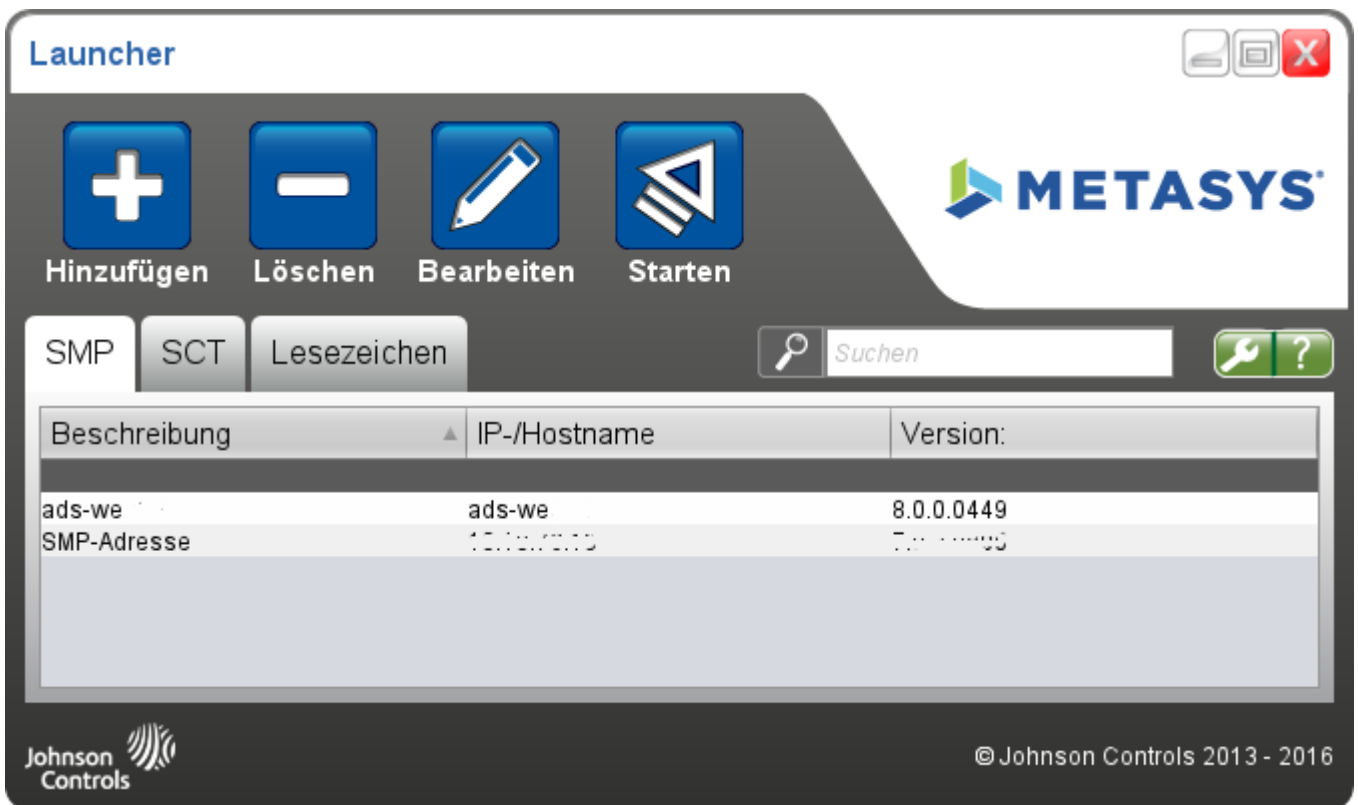 Launcher
METASYS®
Hinzufügen Löschen Bearbeiten Starten
SMP SCT Lesezeichen Suchen ?
Beschreibung IP-/Hostname Version:
ads-we ads-we 8.0.0.0449
SMP-Adresse
Johnson Controls
© Johnson Controls 2013 - 2016